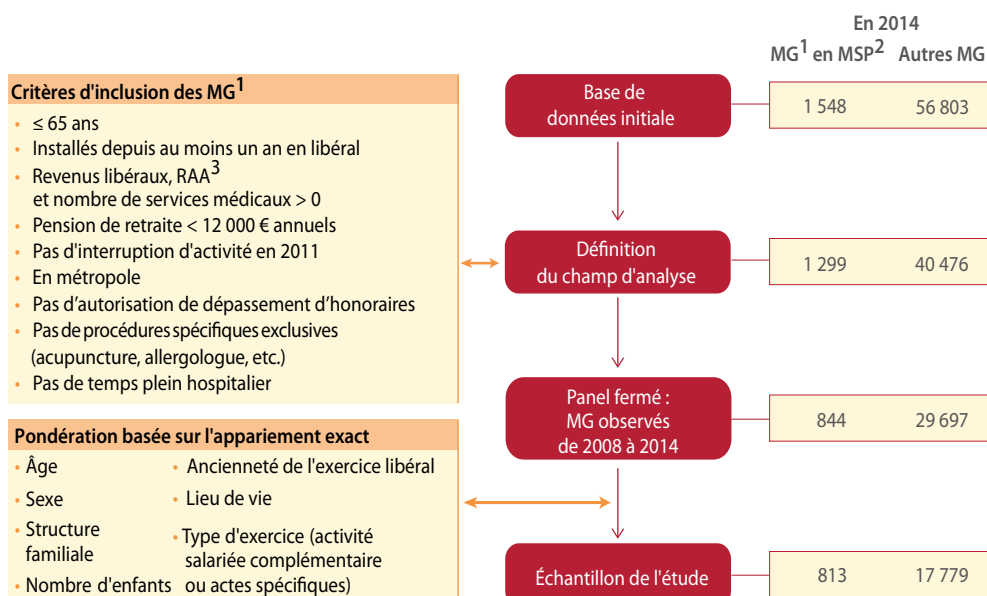 En 2014
MG1 en MSP2 Autres MG
Critères d'inclusion des MG1
• ≤ 65 ans
• Installés depuis au moins un an en libéral
• Revenus libéraux, RAA3
et nombre de services médicaux > 0
• Pension de retraite < 12 000 € annuels
• Pas d'interruption d'activité en 2011
• En métropole
• Pas d'autorisation de dépassement d'honoraires
• Pas de procédures spécifiques exclusives
(acupuncture, allergologue, etc.)
• Pas de temps plein hospitalier
Base de
données initiale
1 548 56 803
Définition
du champ d'analyse
1 299 40 476
Panel fermé :
MG observés
de 2008 à 2014
844 29 697
Pondération basée sur l'appariement exact
• Âge
• Sexe
• Structure
familiale
• Nombre d'enfants
• Ancienneté de l'exercice libéral
• Lieu de vie
• Type d'exercice (activité
salariée complémentaire
ou actes spécifiques)
Échantillon de l'étude
813 17 779